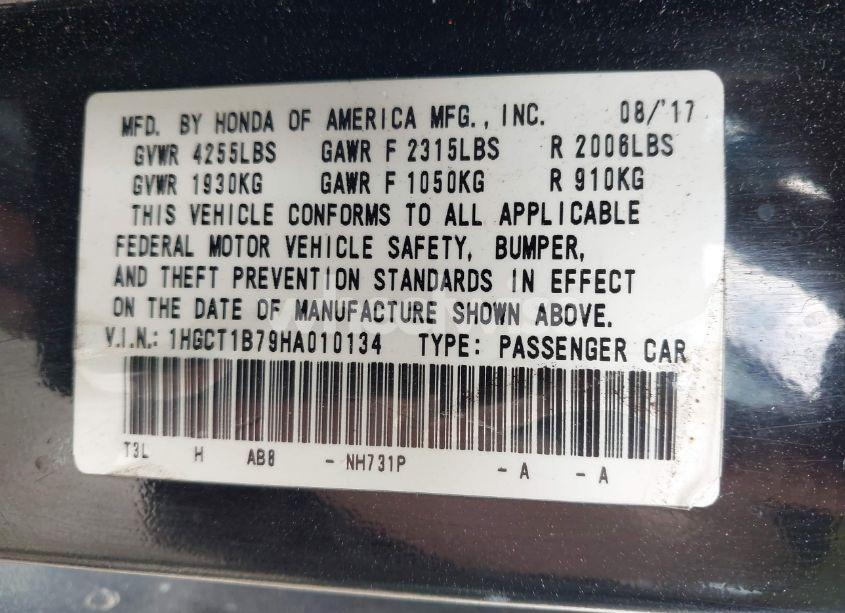 MFD. BY HONDA OF AMERICA MFG., INC. 08/'17
GVWR 4255LBS GAWR F 2315LBS R 2006LBS
GVWR 1930KG GAWR F 1050KG R 910KG
THIS VEHICLE CONFORMS TO ALL APPLICABLE
FEDERAL MOTOR VEHICLE SAFETY, BUMPER,
AND THEFT PREVENTION STANDARDS IN EFFECT
ON THE DATE OF MANUFACTURE SHOWN ABOVE.
V.I.N.: 1HGCT1B79HA010134 TYPE: PASSENGER CAR
T3L H AB8 - NH731P - A - A